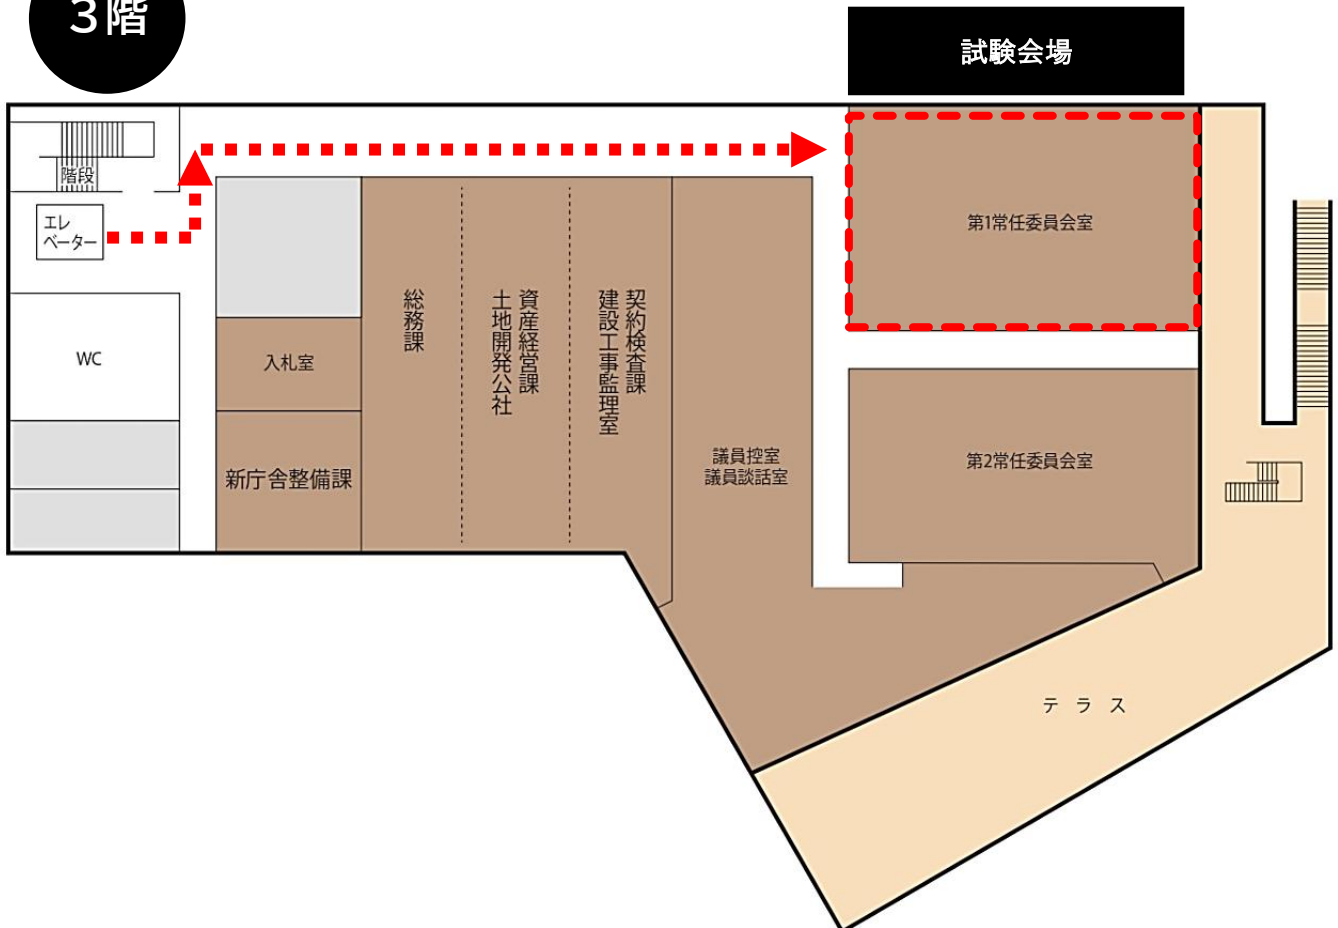 3階
試験会場
階段
エレ
ベーター
WC
入札室
新庁舎整備課
総務課
資産経営課
土地開発公社
契約検査課
建設工事監理室
議員控室
議員談話室
第1常任委員会室
第2常任委員会室
テラス